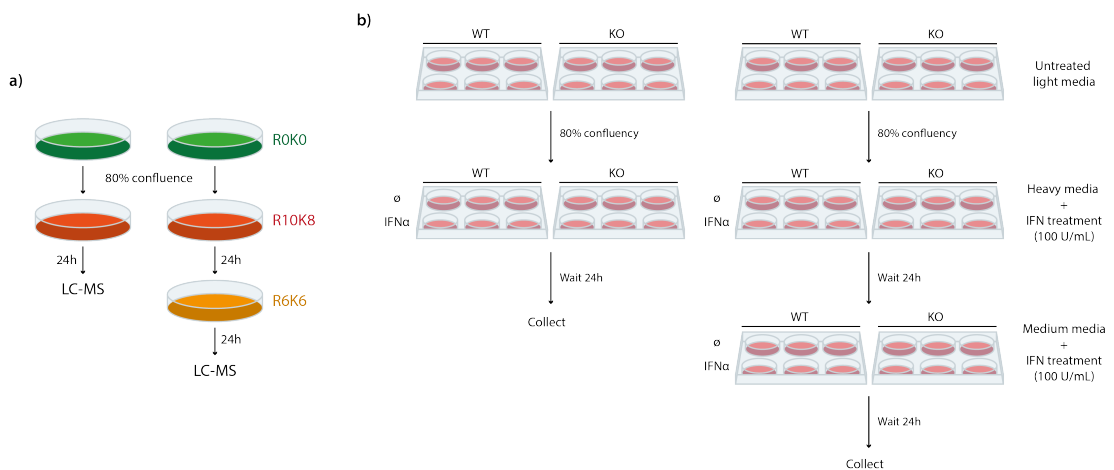 a)
R0K0
80% confluence
R10K8
24h
24h
LC-MS
R6K6
24h
LC-MS
b)
WT
KO
WT
KO
Untreated
light media
80% confluency
80% confluency
WT
KO
WT
KO
ø
IFNα
ø
IFNα
Heavy media
+
IFN treatment
(100 U/mL)
Wait 24h
Wait 24h
Collect
WT
KO
ø
IFNα
Medium media
+
IFN treatment
(100 U/mL)
Wait 24h
Collect